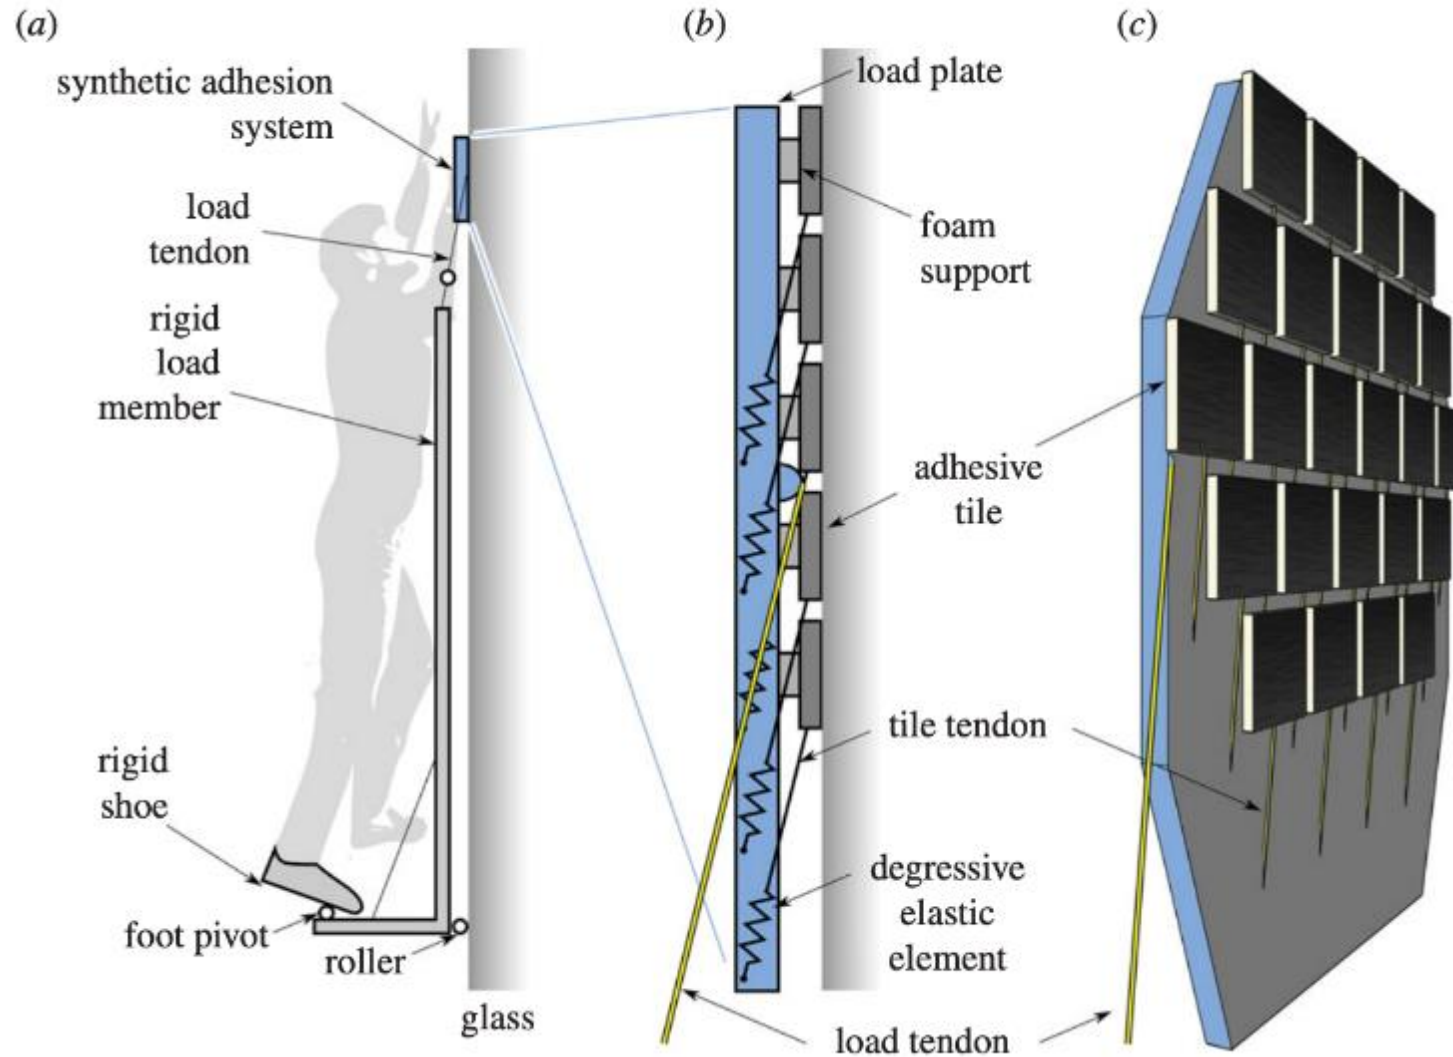 (a)
synthetic adhesion
system
load
tendon
rigid
load
member
rigid
shoe
foot pivot
roller
glass
(b)
load plate
foam
support
adhesive
tile
tile tendon
degressive
elastic
element
load tendon
(c)